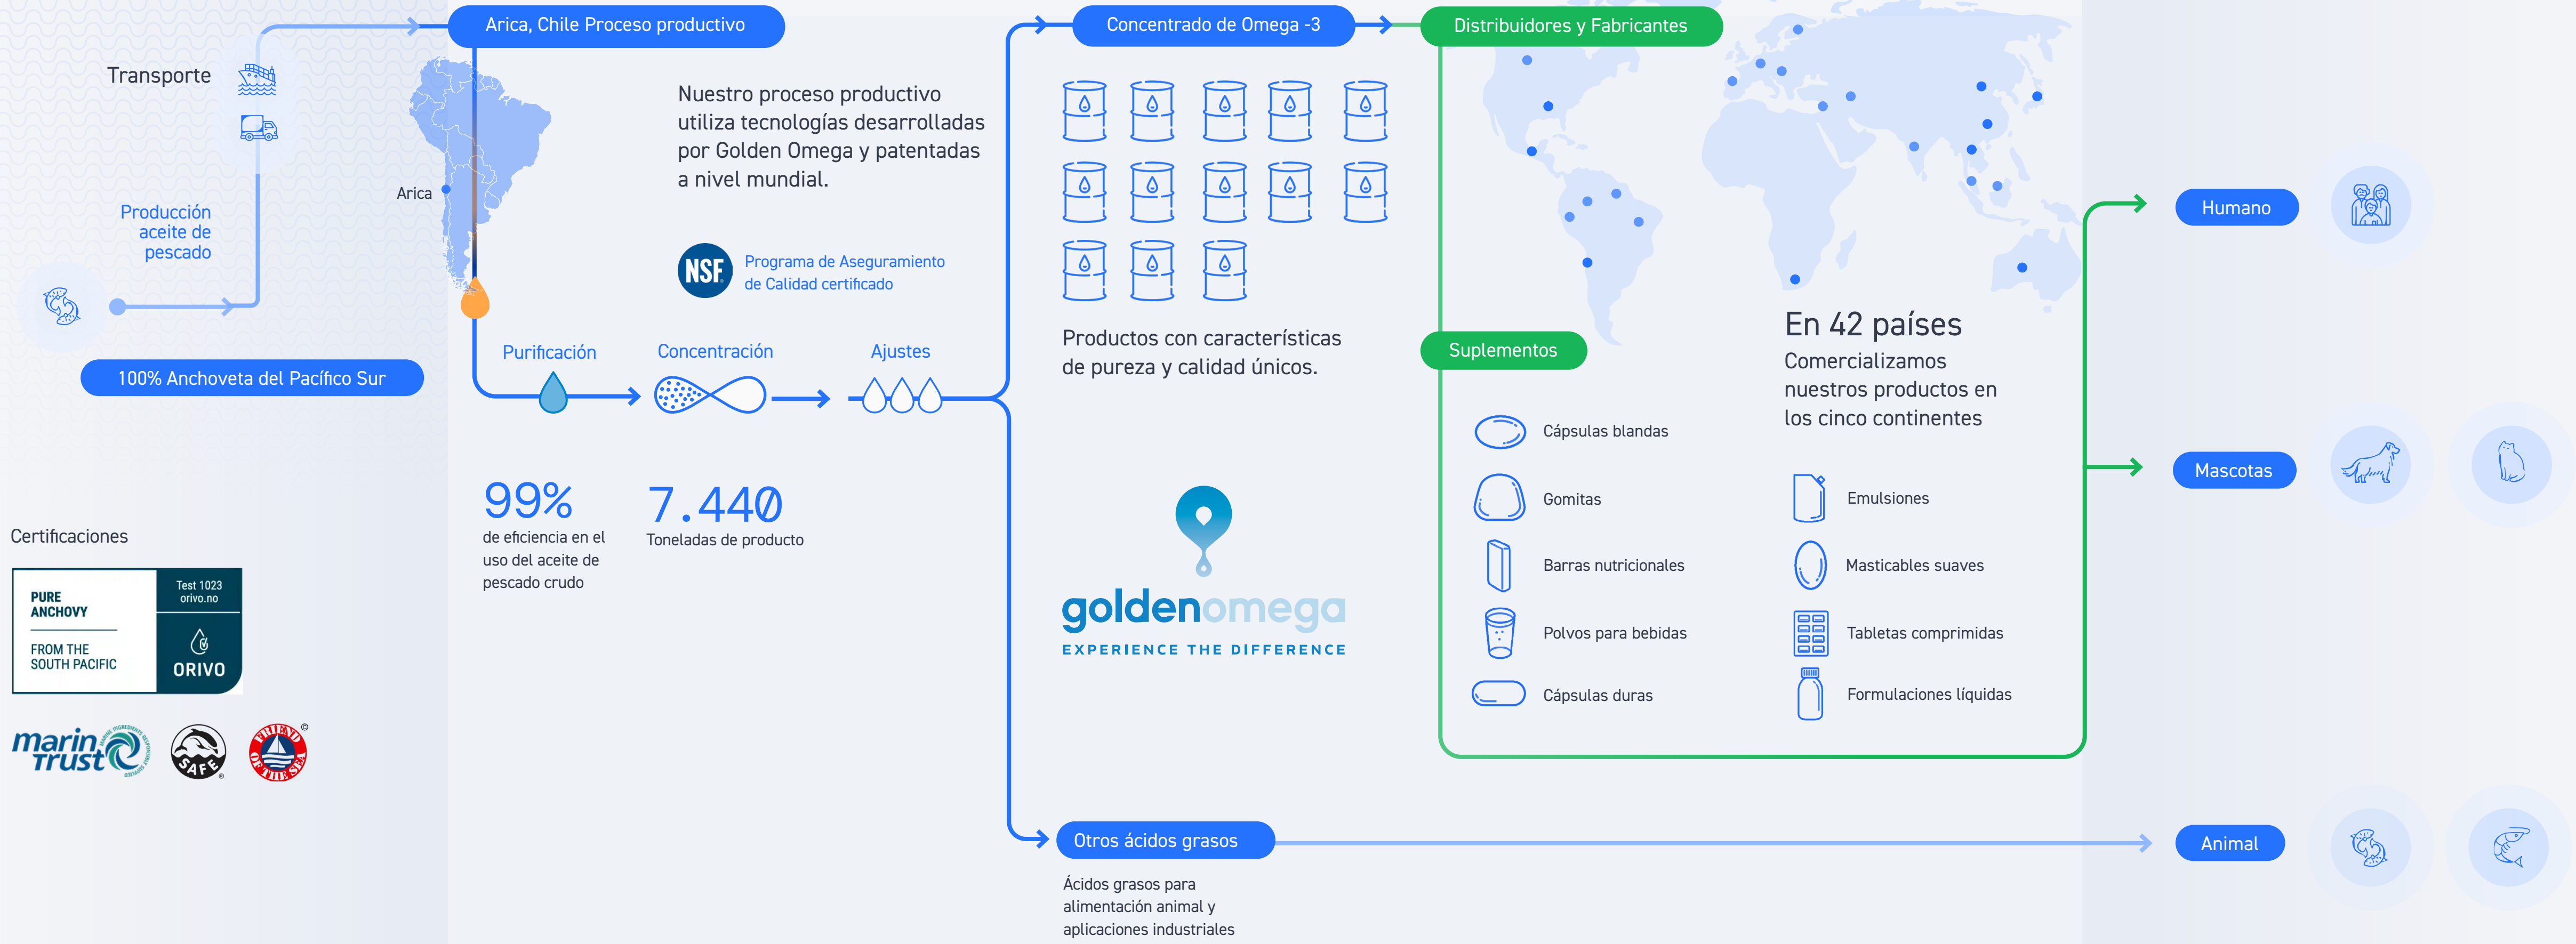 Transporte
Producción
aceite de
pescado
100% Anchoveta del Pacífico Sur
Certificaciones
PURE
ANCHOVY
FROM THE
SOUTH PACIFIC
Test 1023
orivo.no
ORIVO
marin
trust
MARINE INGREDIENTS RESPONSIBLY SUPPLIED
SAFE
®
FRIEND
OF THE SEA
©
Arica, Chile Proceso productivo
Arica
Nuestro proceso productivo
utiliza tecnologías desarrolladas
por Golden Omega y patentadas
a nivel mundial.
NSF
Programa de Aseguramiento
de Calidad certificado
Purificación
Concentración
Ajustes
99%
de eficiencia en el
uso del aceite de
pescado crudo
7.440
Toneladas de producto
Concentrado de Omega -3
Productos con características
de pureza y calidad únicos.
goldenomega
EXPERIENCE THE DIFFERENCE
Otros ácidos grasos
Ácidos grasos para
alimentación animal y
aplicaciones industriales
Distribuidores y Fabricantes
En 42 países
Comercializamos
nuestros productos en
los cinco continentes
Suplementos
Cápsulas blandas
Gomitas
Barras nutricionales
Polvos para bebidas
Cápsulas duras
Emulsiones
Masticables suaves
Tabletas comprimidas
Formulaciones líquidas
Humano
Mascotas
Animal